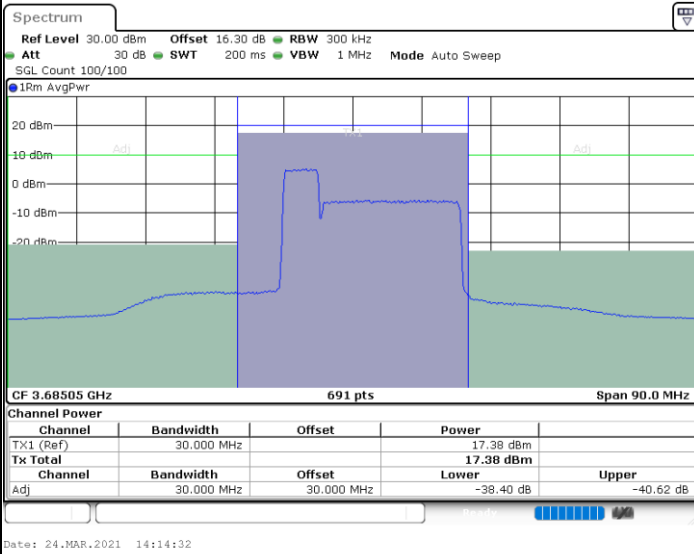 Spectrum
Ref Level 30.00 dBm Offset 16.30 dB RBW 300 kHz
Att 30 dB SWT 200 ms VBW 1 MHz Mode Auto Sweep
SGL Count 100/100
1Rm AvgPwr
20 dBm
TX1
Adj Adj
10 dBm
0 dBm
-10 dBm
-20 dBm
CF 3.68505 GHz 691 pts Span 90.0 MHz
Channel Power
Channel Bandwidth Offset Power
TX1 (Ref) 30.000 MHz 17.38 dBm
Tx Total 17.38 dBm
Channel Bandwidth Offset Lower Upper
Adj 30.000 MHz 30.000 MHz -38.40 dB -40.62 dB
Ready
Date: 24.MAR.2021 14:14:32